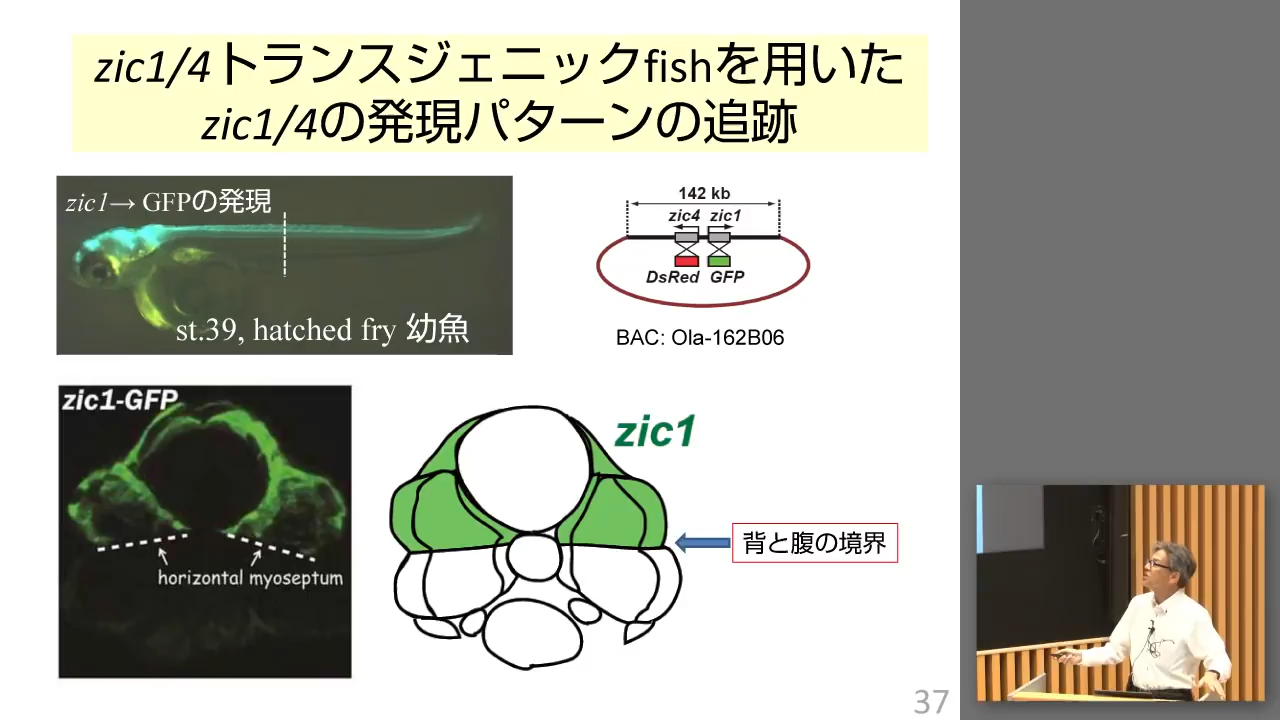 zic1/4トランスジェニックfishを用いた
zic1/4の発現パターンの追跡
zic1→ GFPの発現
st.39, hatched fry 幼魚
142 kb
zic4 zic1
DsRed GFP
BAC: Ola-162B06
zic1-GFP
horizontal myoseptum
zic1
背と腹の境界
37